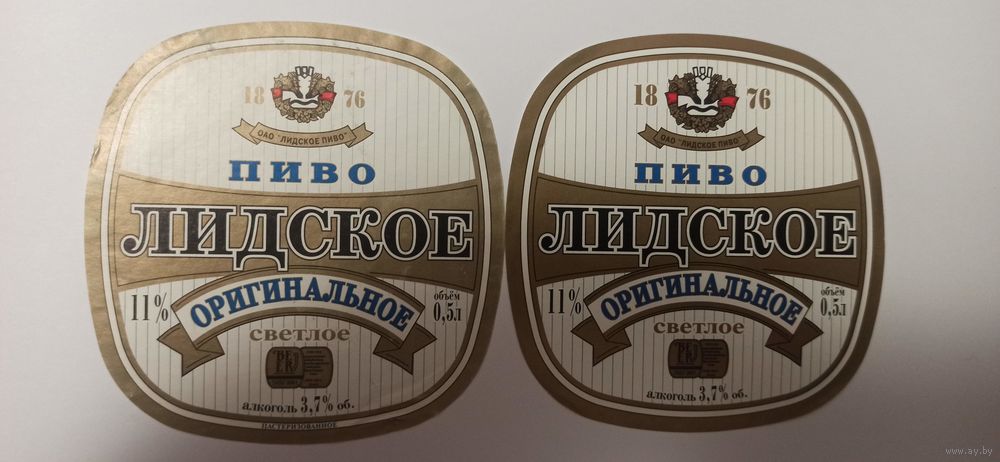 18 76
ОАО "ЛИДСКОЕ ПИВО"
ПИВО
ЛИДСКОЕ
ОРИГИНАЛЬНОЕ
11%
объём
0,5л
светлое
алкоголь 3,7% об.
ПАСТЕРИЗОВАННОЕ
18 76
ОАО "ЛИДСКОЕ ПИВО"
ПИВО
ЛИДСКОЕ
ОРИГИНАЛЬНОЕ
11%
объём
0,5л
светлое
алкоголь 3,7% об.
www.ay.by